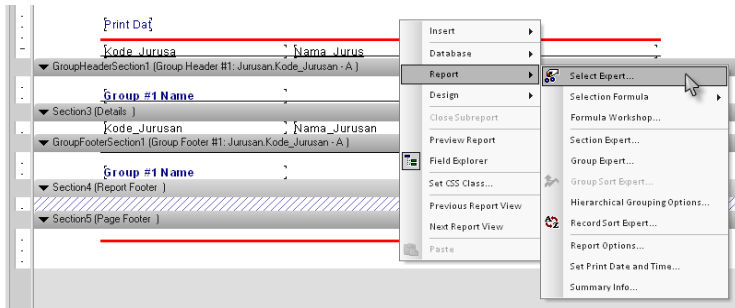 Print Dat
Kode_Jurusa Nama_Jurus
GroupHeaderSection1 (Group Header #1: Jurusan.Kode_Jurusan - A )
Group #1 Name
Section3 (Details )
Kode_Jurusan Nama_Jurusan
GroupFooterSection1 (Group Footer #1: Jurusan.Kode_Jurusan - A )
Group #1 Name
Section4 (Report Footer )
Section5 (Page Footer )
Insert
Database
Report
Design
Close Subreport
Preview Report
Field Explorer
Set CSS Class...
Previous Report View
Next Report View
Paste
Select Expert...
Selection Formula
Formula Workshop...
Section Expert...
Group Expert...
Group Sort Expert...
Hierarchical Grouping Options...
Record Sort Expert...
Report Options...
Set Print Date and Time...
Summary Info...